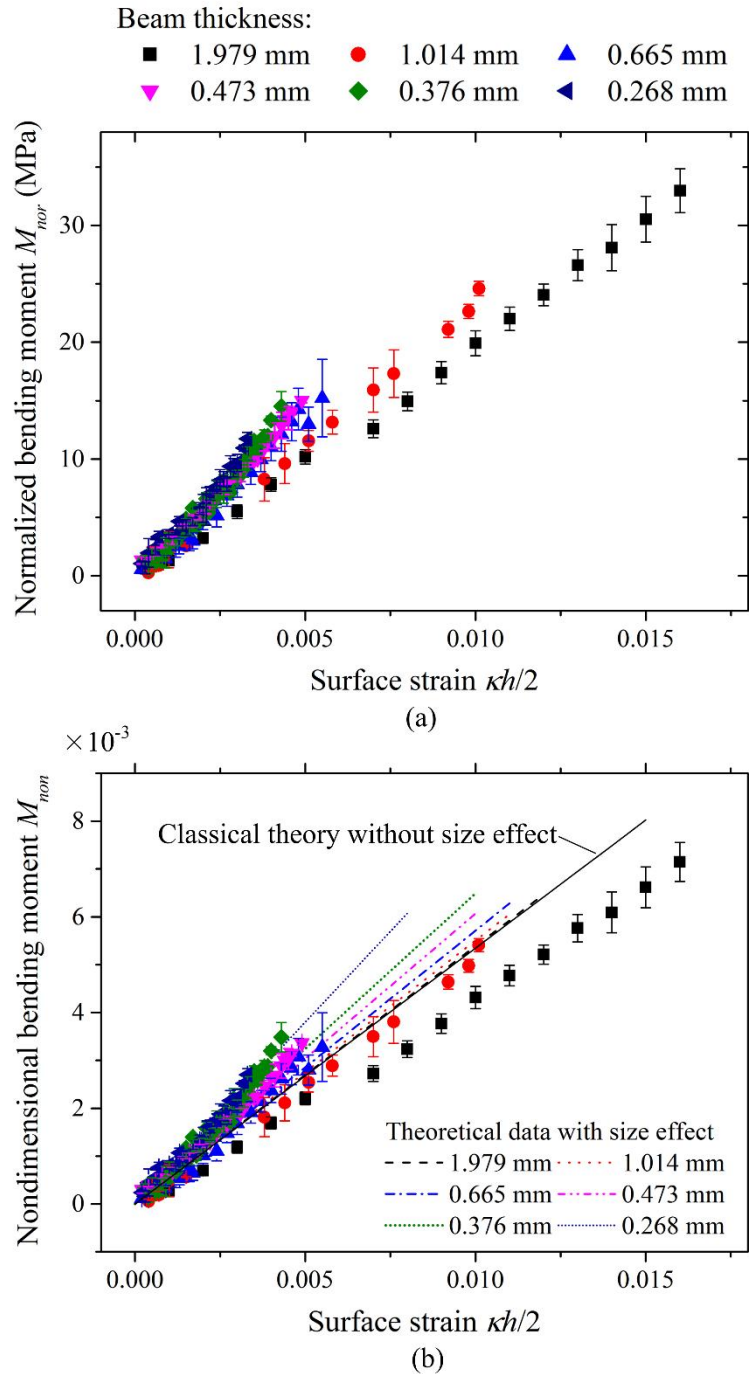 Beam thickness:
1.979 mm 1.014 mm 0.665 mm
0.473 mm 0.376 mm 0.268 mm
Normalized bending moment Mnor (MPa)
30
20
10
0
0.000 0.005 0.010 0.015
Surface strain κh/2
(a)
×10-3
Nondimensional bending moment Mnon
8
Classical theory without size effect
6
4
2
Theoretical data with size effect
1.979 mm 1.014 mm
0.665 mm 0.473 mm
0.376 mm 0.268 mm
0
0.000 0.005 0.010 0.015
Surface strain κh/2
(b)